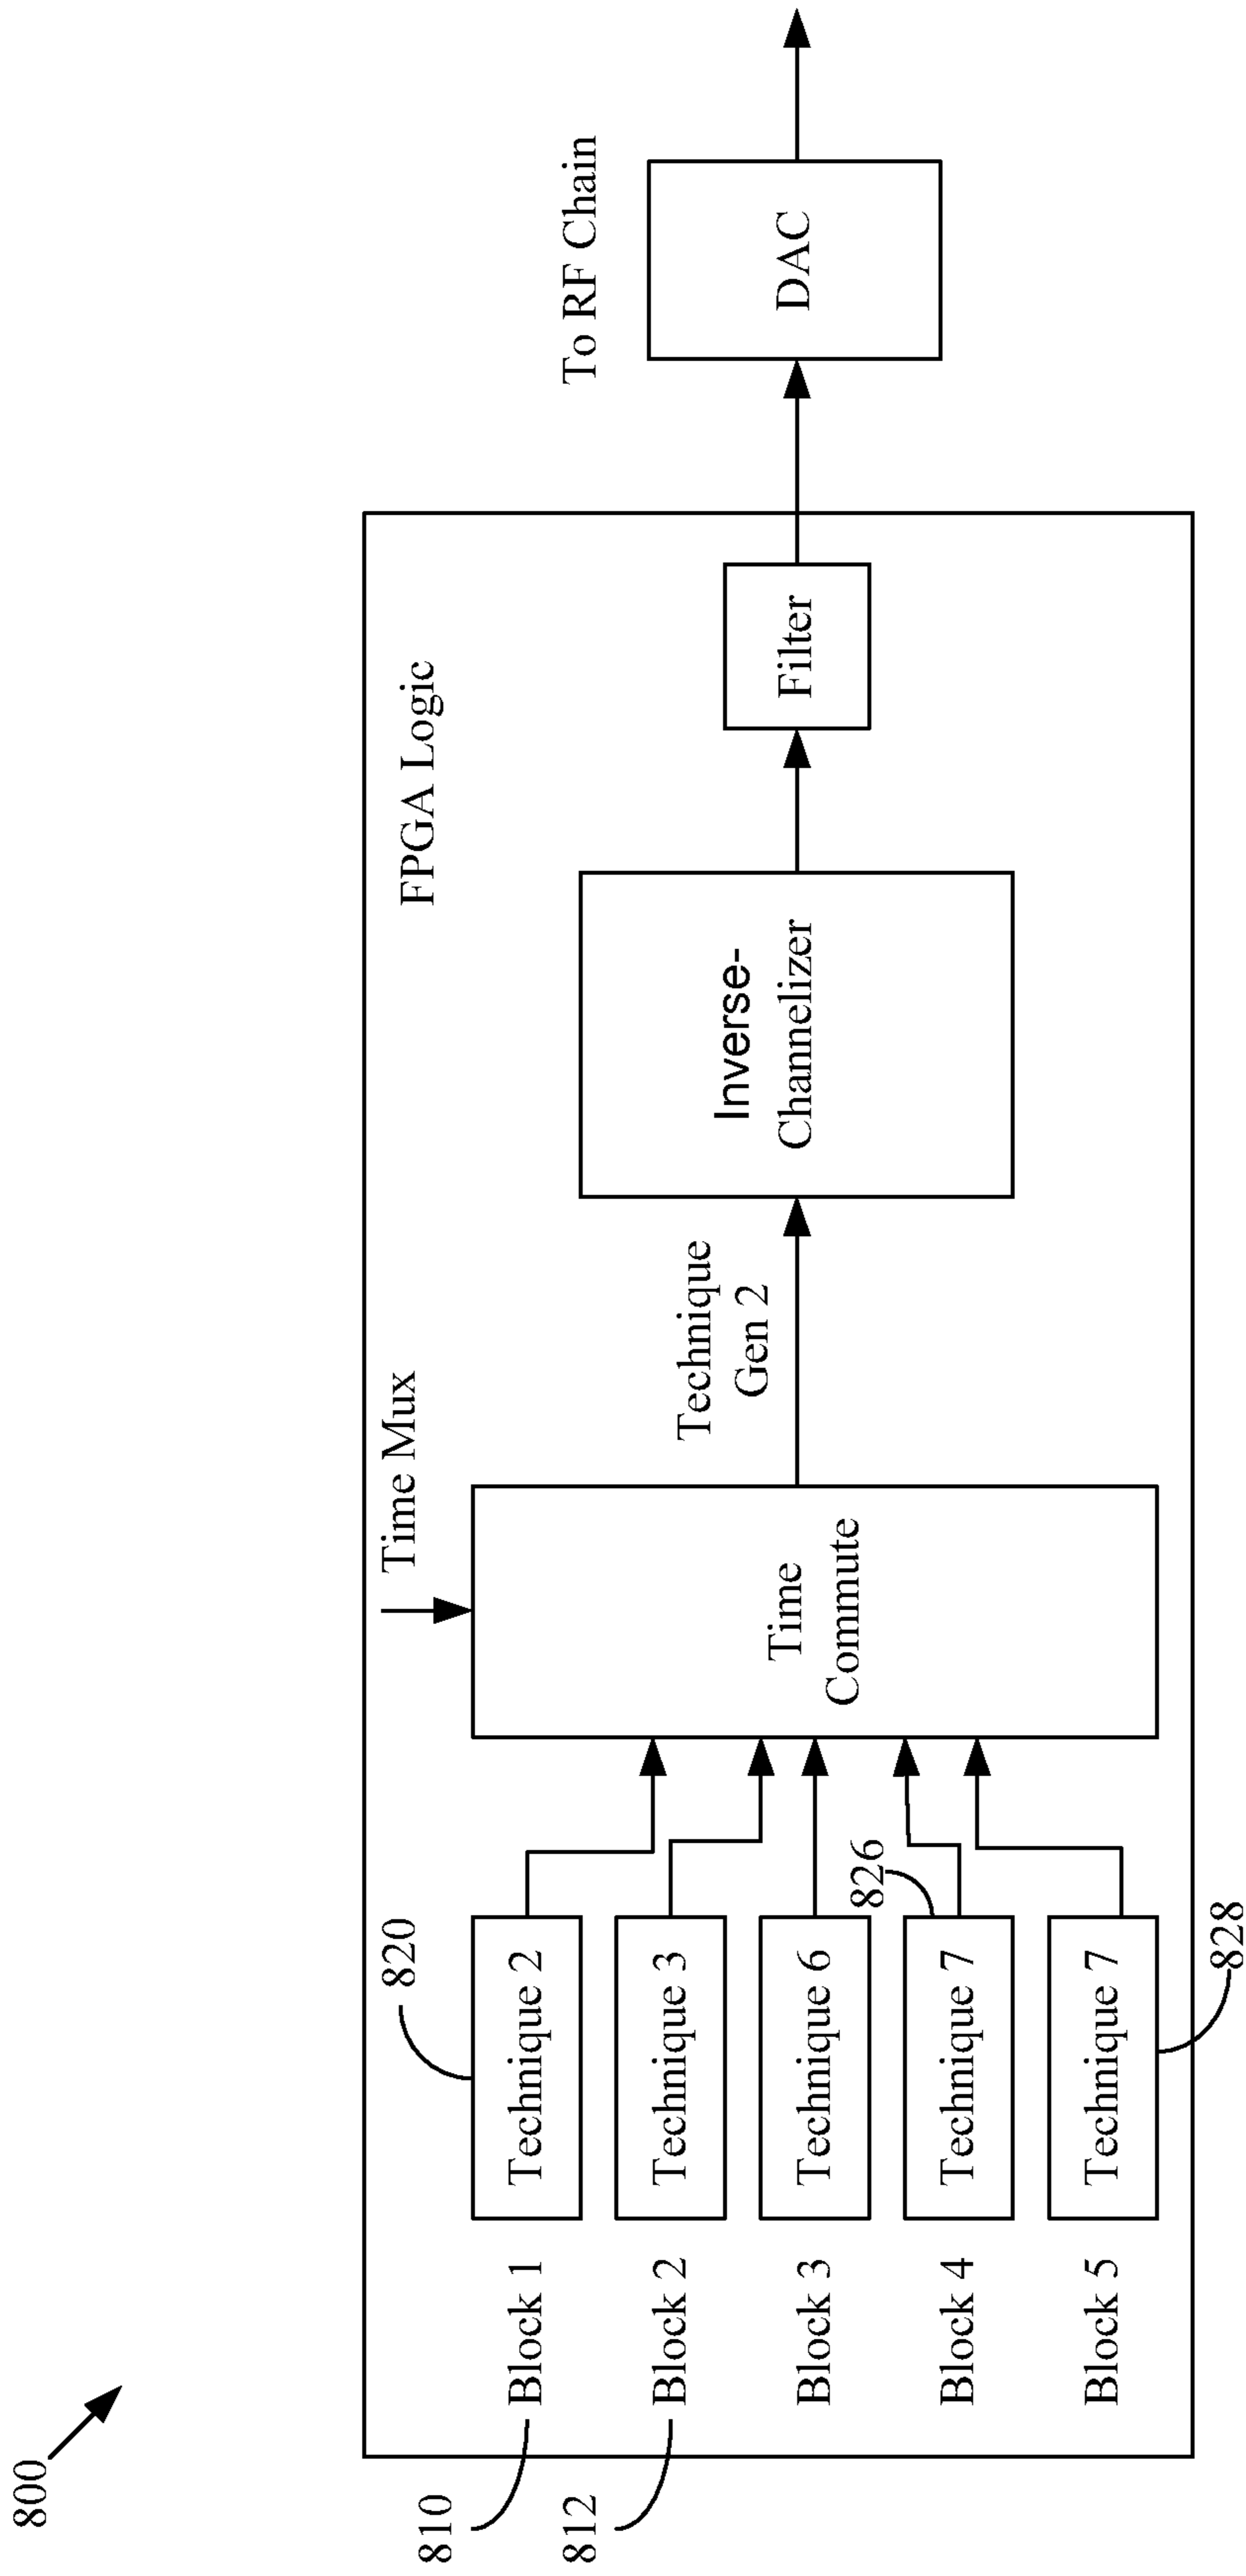 800
FPGA Logic
Time Mux
To RF Chain
810
Block 1
820
Technique 2
812
Block 2
Technique 3
Block 3
Technique 6
Block 4
826
Technique 7
Block 5
828
Technique 7
Time
Commute
Technique
Gen 2
Inverse-
Channelizer
Filter
DAC